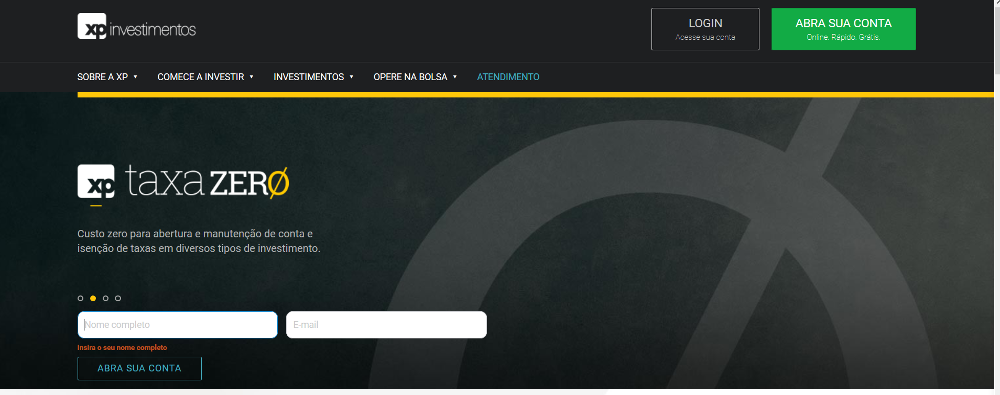 xp investimentos
LOGIN
Acesse sua conta
ABRA SUA CONTA
Online. Rápido. Grátis.
SOBRE A XP
COMECE A INVESTIR
INVESTIMENTOS
OPERE NA BOLSA
ATENDIMENTO
xp taxa ZERØ
Custo zero para abertura e manutenção de conta e
isenção de taxas em diversos tipos de investimento.
Nome completo
E-mail
Insira o seu nome completo
ABRA SUA CONTA